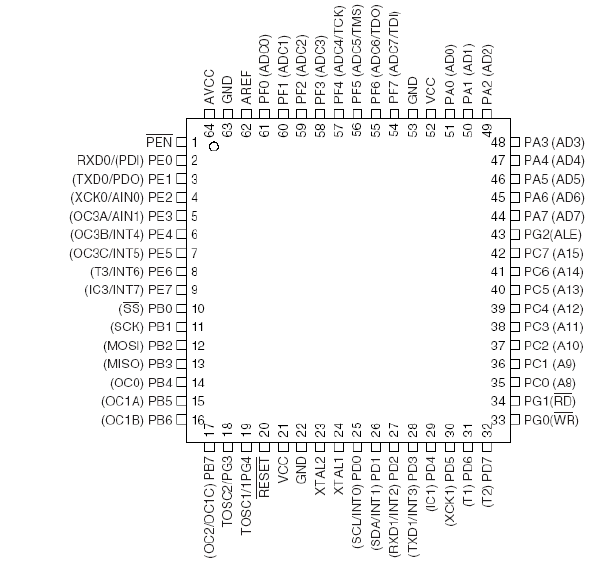 AVCC 64
GND 63
AREF 62
PF0 (ADC0) 61
PF1 (ADC1) 60
PF2 (ADC2) 59
PF3 (ADC3) 58
PF4 (ADC4/TCK) 57
PF5 (ADC5/TMS) 56
PF6 (ADC6/TDO) 55
PF7 (ADC7/TDI) 54
GND 53
VCC 52
PA0 (AD0) 51
PA1 (AD1) 50
PA2 (AD2) 49
PEN 1
RXD0/(PDI) PE0 2
(TXD0/PDO) PE1 3
(XCK0/AIN0) PE2 4
(OC3A/AIN1) PE3 5
(OC3B/INT4) PE4 6
(OC3C/INT5) PE5 7
(T3/INT6) PE6 8
(IC3/INT7) PE7 9
(SS) PB0 10
(SCK) PB1 11
(MOSI) PB2 12
(MISO) PB3 13
(OC0) PB4 14
(OC1A) PB5 15
(OC1B) PB6 16
48 PA3 (AD3)
47 PA4 (AD4)
46 PA5 (AD5)
45 PA6 (AD6)
44 PA7 (AD7)
43 PG2(ALE)
42 PC7 (A15)
41 PC6 (A14)
40 PC5 (A13)
39 PC4 (A12)
38 PC3 (A11)
37 PC2 (A10)
36 PC1 (A9)
35 PC0 (A8)
34 PG1(RD)
33 PG0(WR)
(OC2/OC1C) PB7 17
TOSC2/PG3 18
TOSC1/1PG4 19
RESET 20
VCC 21
GND 22
XTAL2 23
XTAL1 24
(SCL/INT0) PD0 25
(SDA/INT1) PD1 26
(RXD1/INT2) PD2 27
(TXD1/INT3) PD3 28
(IC1) PD4 29
(XCK1) PD5 30
(T1) PD6 31
(T2) PD7 32